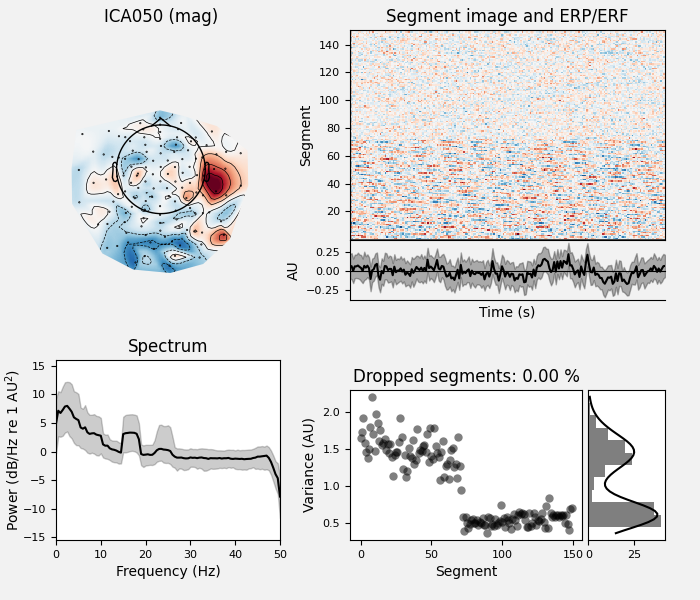 ICA050 (mag)
Segment image and ERP/ERF
140
120
100
80
60
40
20
Segment
0.25
0.00
−0.25
AU
Time (s)
Spectrum
15
10
5
0
−5
−10
−15
Power (dB/Hz re 1 AU²)
0 10 20 30 40 50
Frequency (Hz)
Dropped segments: 0.00 %
2.0
1.5
1.0
0.5
Variance (AU)
0 50 100 150
Segment
0 25